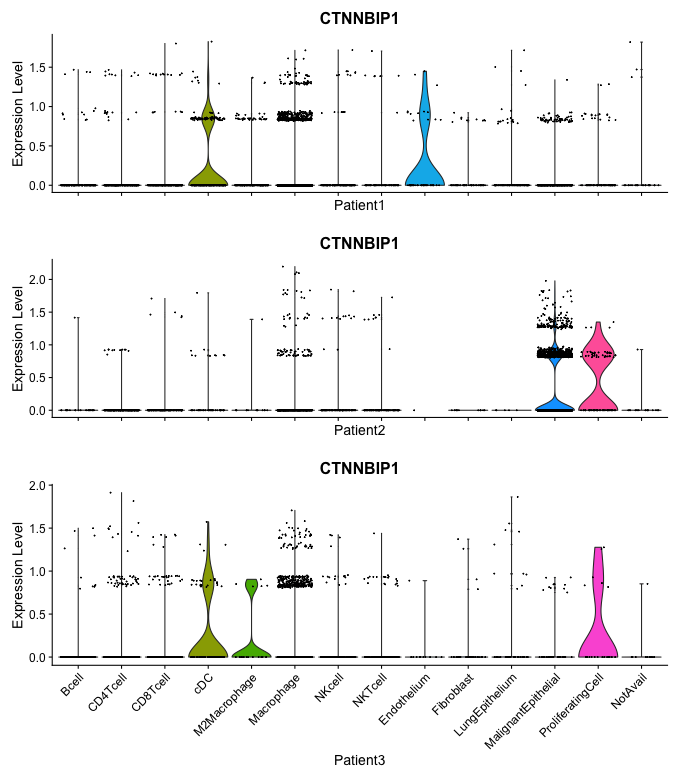 CTNNBIP1
Expression Level
1.5
1.0
0.5
0.0
Patient1
CTNNBIP1
Expression Level
2.0
1.5
1.0
0.5
0.0
Patient2
CTNNBIP1
Expression Level
2.0
1.5
1.0
0.5
0.0
Bcell
CD4Tcell
CD8Tcell
cDC
M2Macrophage
Macrophage
NKcell
NKTcell
Endothelium
Fibroblast
LungEpithelium
MalignantEpithelial
ProliferatingCell
NotAvail
Patient3